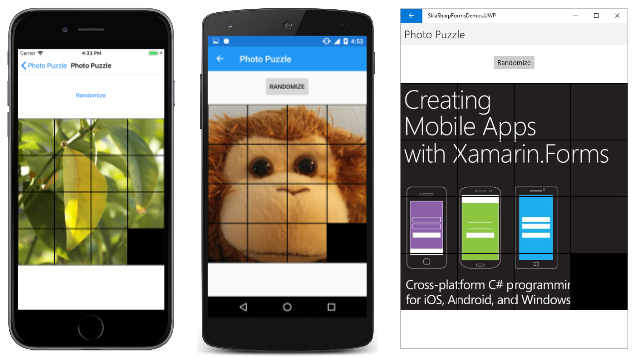 Carrier
4:33 PM
Photo Puzzle
Photo Puzzle
Randomize
4:53
Photo Puzzle
RANDOMIZE
SkiaSharpFormsDemos.UWP
Photo Puzzle
Randomize
Creating
Mobile Apps
with Xamarin.Forms
Cross-platform C# programmin
for iOS, Android, and Windows